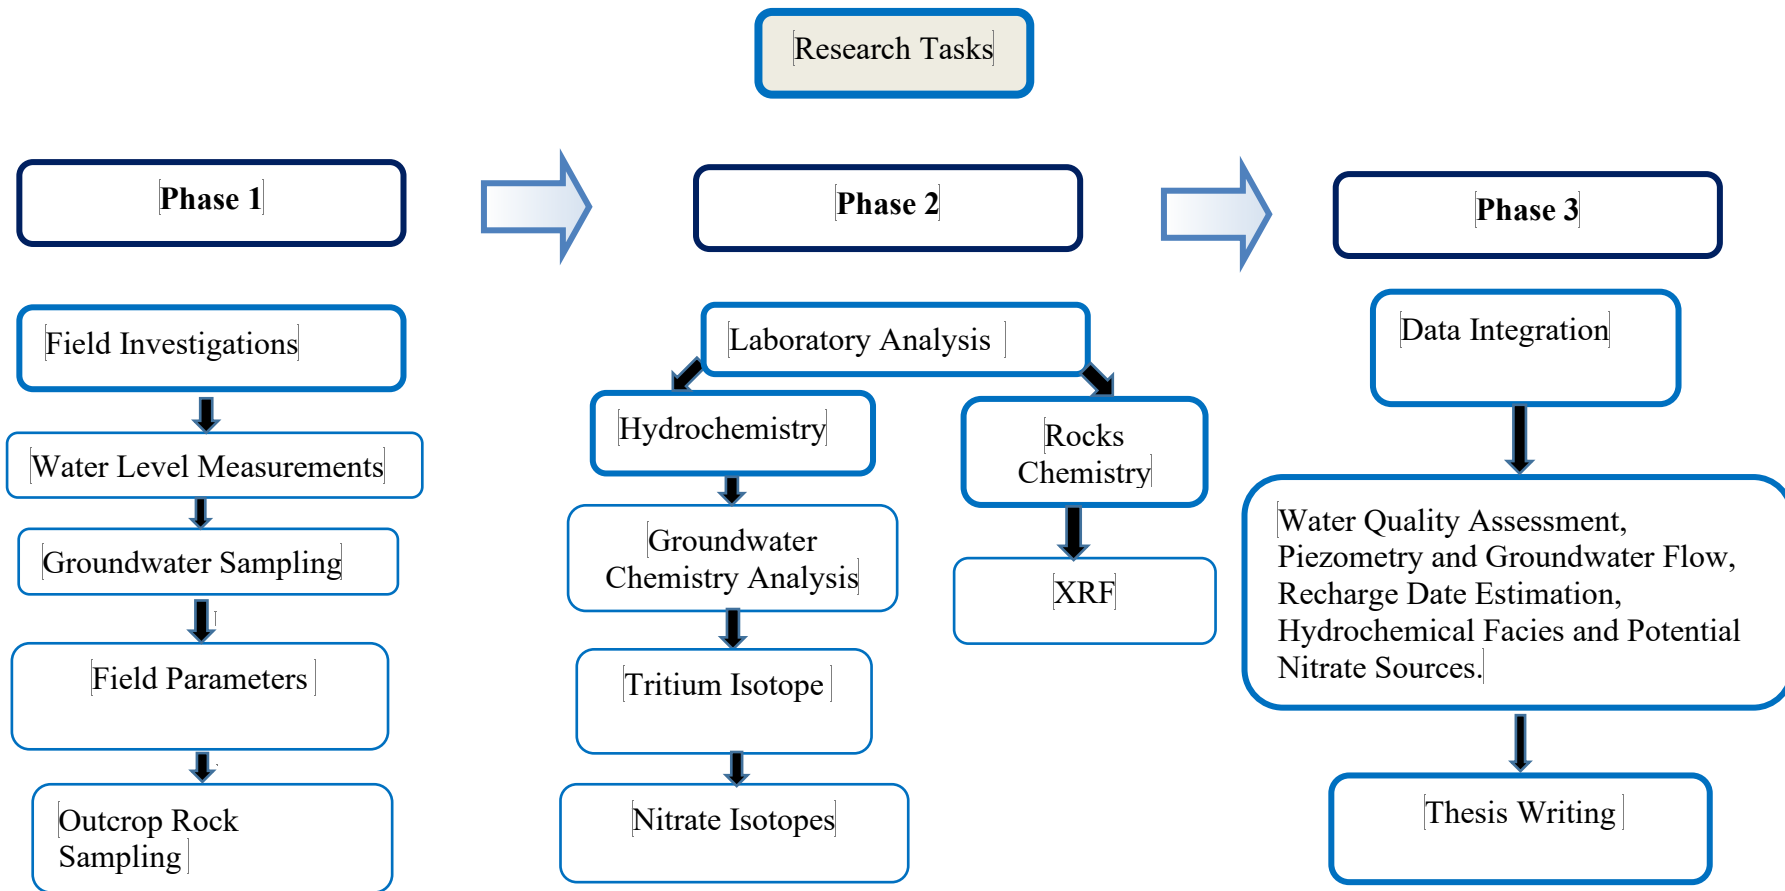 Research Tasks
Phase 1
Phase 2
Phase 3
Field Investigations
Water Level Measurements
Groundwater Sampling
Field Parameters
Outcrop Rock
Sampling
Laboratory Analysis
Hydrochemistry
Groundwater
Chemistry Analysis
Tritium Isotope
Nitrate Isotopes
Rocks
Chemistry
XRF
Data Integration
Water Quality Assessment,
Piezometry and Groundwater Flow,
Recharge Date Estimation,
Hydrochemical Facies and Potential
Nitrate Sources.
Thesis Writing